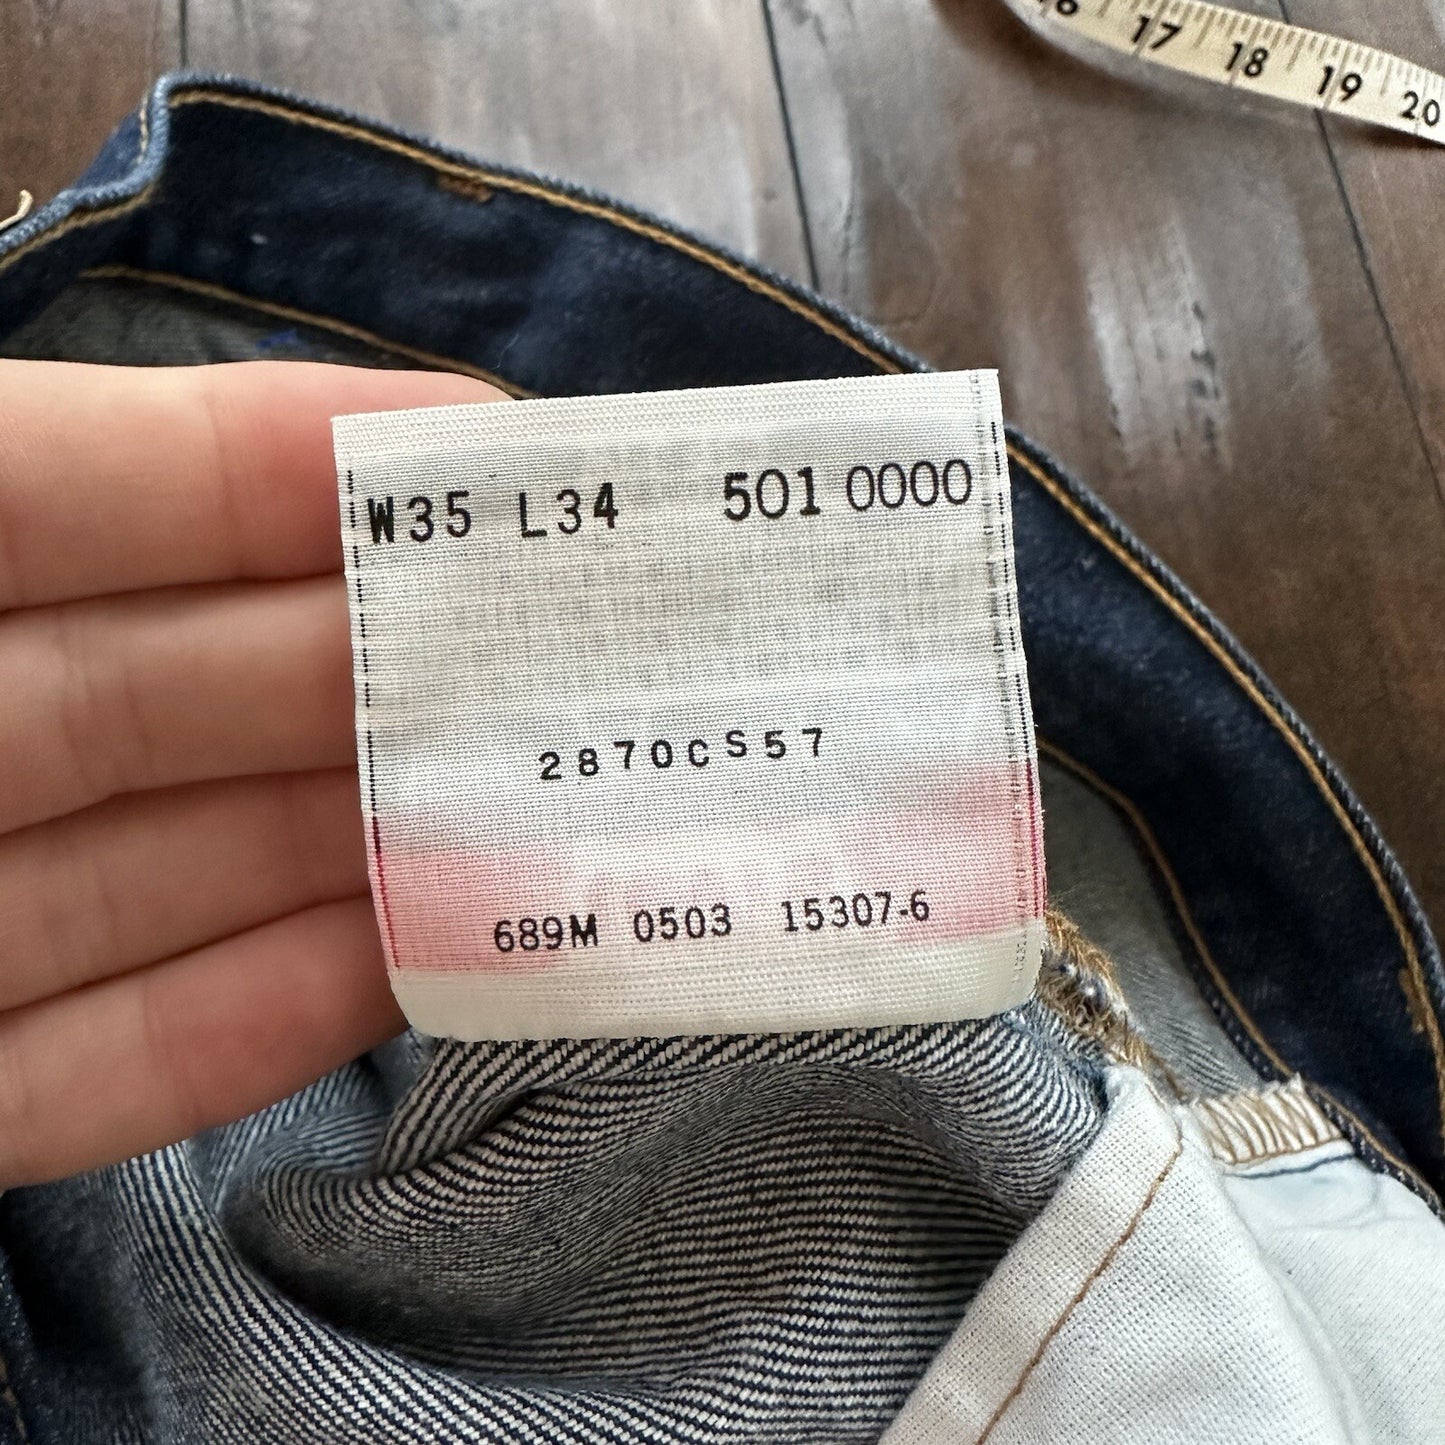 17 18 19 20
W35 L34 501 0000
2870CS57
689M 0503 15307-6